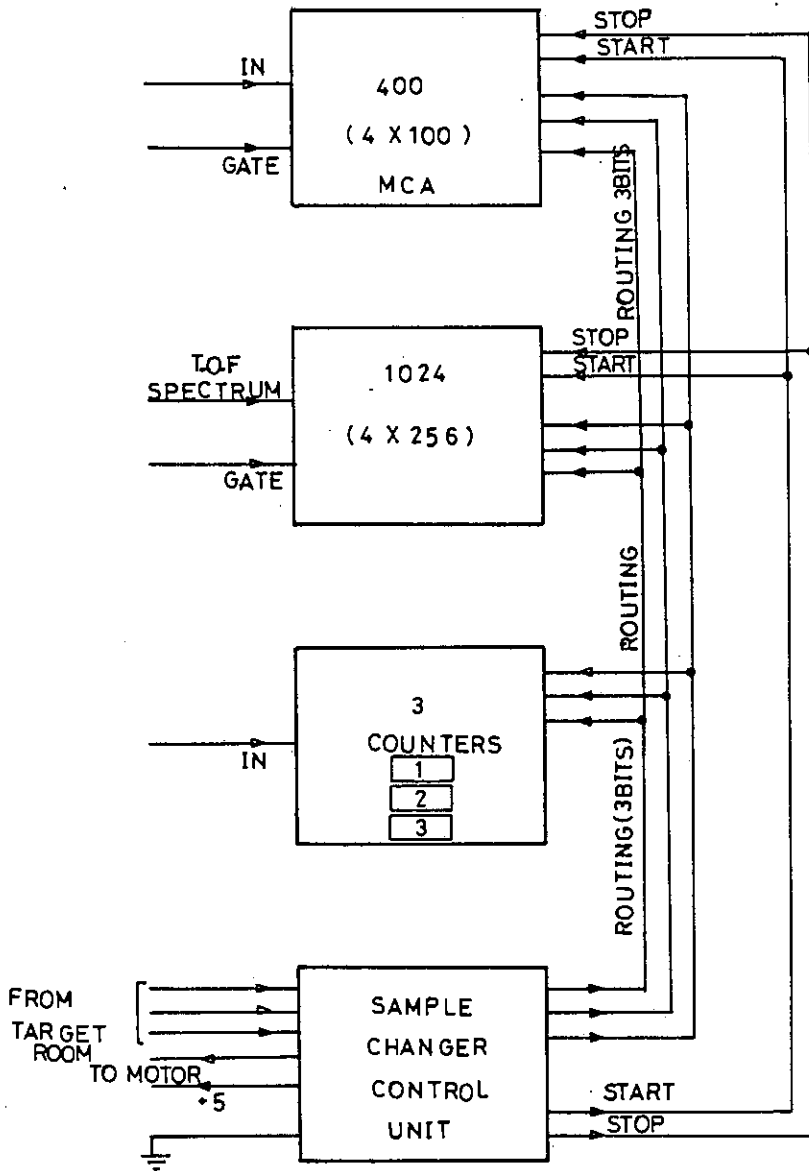 STOP
START
IN
400
(4 X 100)
MCA
GATE
ROUTING 3BITS
STOP
START
T.O.F
SPECTRUM
1024
(4 X 256)
GATE
ROUTING
3
COUNTERS
1
2
3
IN
ROUTING (3BITS)
FROM
TARGET
ROOM
TO MOTOR
+5
SAMPLE
CHANGER
CONTROL
UNIT
START
STOP